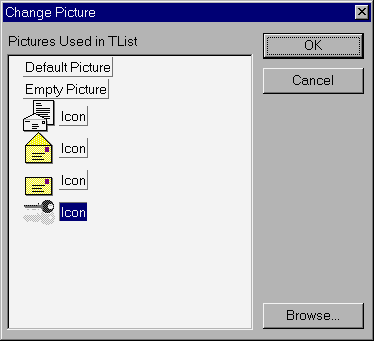 Change Picture
Pictures Used in TList
Default Picture
Empty Picture
Icon
Icon
Icon
Icon
OK
Cancel
Browse...